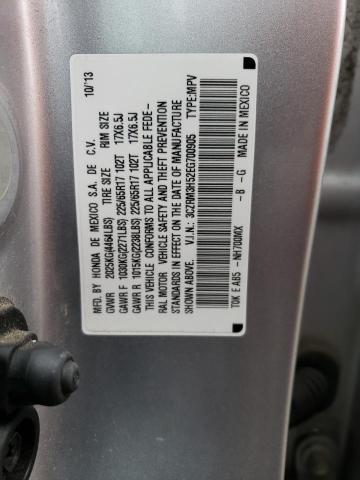 MFD. BY HONDA DE MEXICO S.A. DE C.V. 10/'13
GVWR 2025KG(4464LBS) TIRE SIZE RIM SIZE
GAWR F 1030KG(2271LBS) 225/65R17 102T 17X6.5J
GAWR R 1015KG(2238LBS) 225/65R17 102T 17X6.5J
THIS VEHICLE CONFORMS TO ALL APPLICABLE FEDE-
RAL MOTOR VEHICLE SAFETY AND THEFT PREVENTION
STANDARDS IN EFFECT ON THE DATE OF MANUFACTURE
SHOWN ABOVE. V.I.N.: 3CZRM3H52EG700905 TYPE:MPV
T0K E AB5 -NH700MX -B -G MADE IN MEXICO